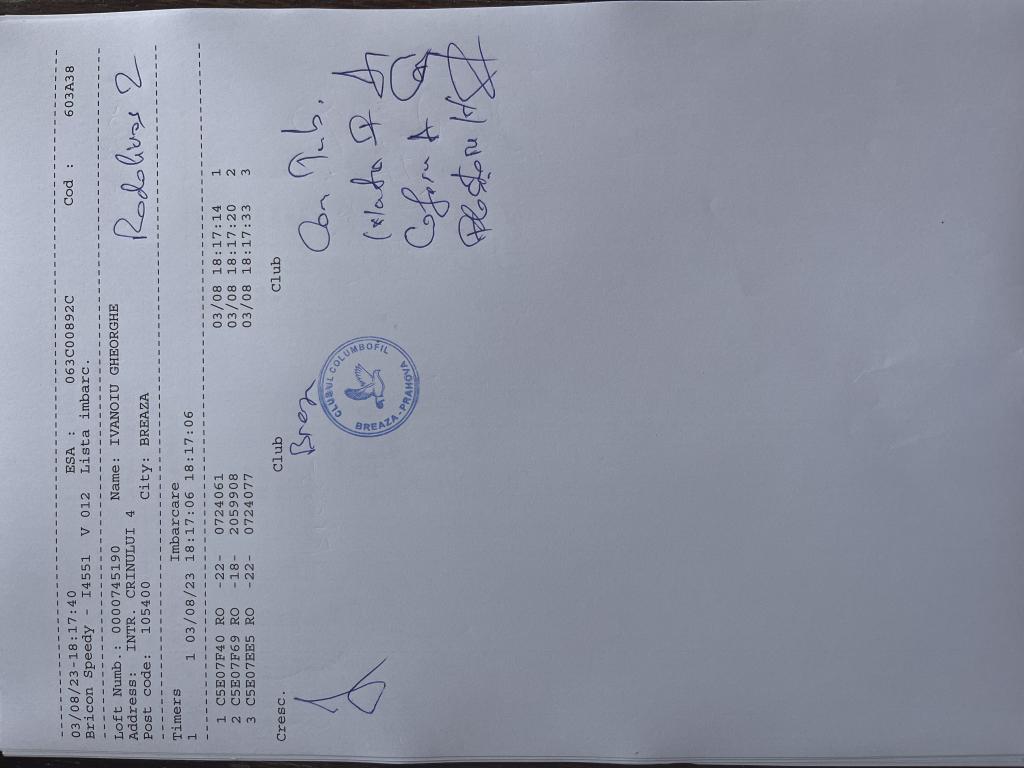 03/08/23-18:17:40 ESA : 063C00892C Cod : 603A38
Bricon Speedy - I4551 V 012 Lista imbarc.
Loft Numb.: 0000745190 Name: IVANOIU GHEORGHE
Address: INTR. CRINULUI 4
Post code: 105400 City: BREAZA
Rodolivos 2
Timers Imbarcare
1 1 03/08/23 18:17:06 18:17:06
1 C5E07F40 RO -22- 0724061 03/08 18:17:14 1
2 C5E07F69 RO -18- 2059908 03/08 18:17:20 2
3 C5E07EE5 RO -22- 0724077 03/08 18:17:33 3
Cresc. Club Club
CLUBUL COLUMBOFIL
BREAZA - PRAHOVA